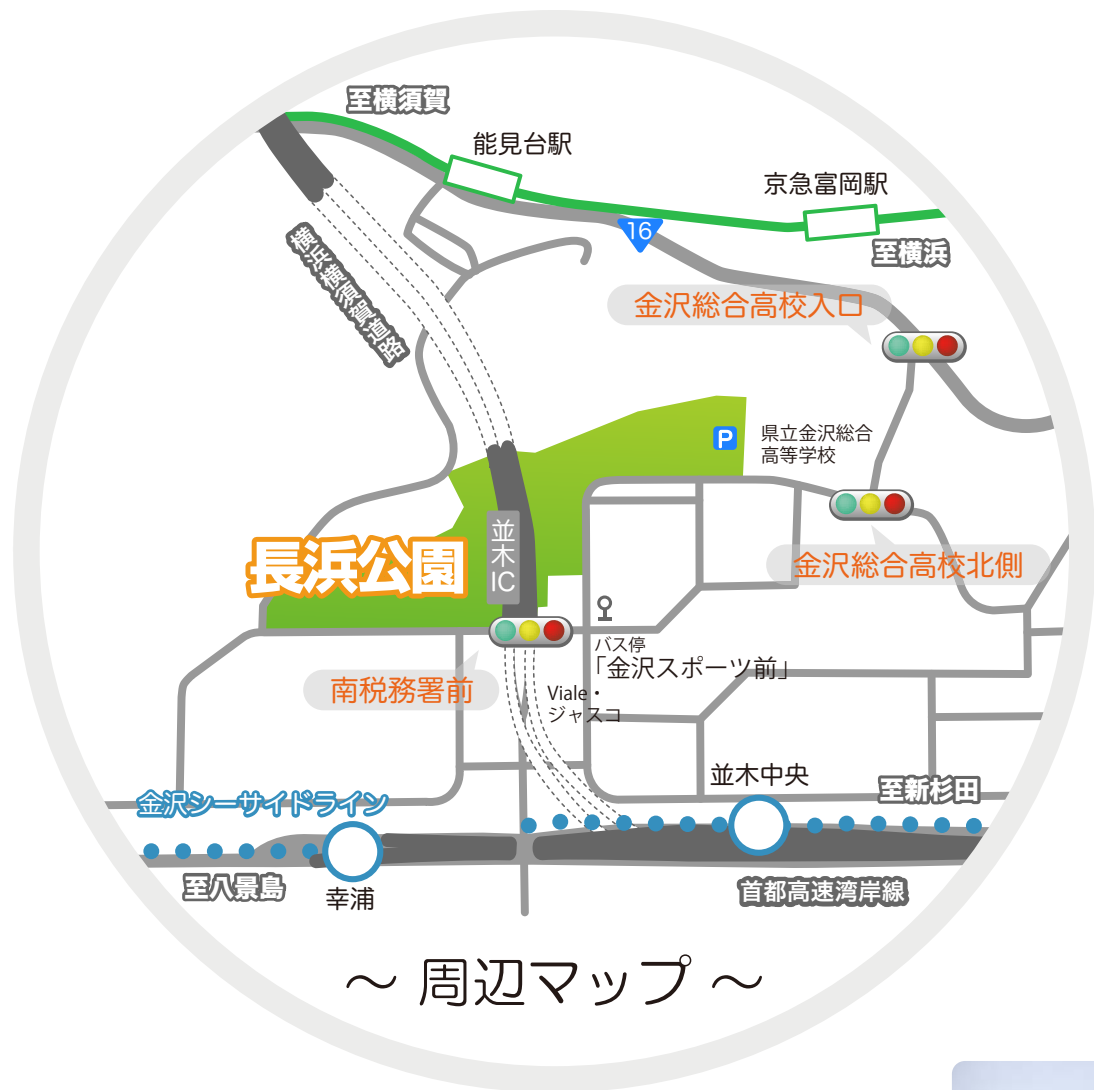 至横須賀
能見台駅
京急富岡駅
16
至横浜
横浜横須賀道路
金沢総合高校入口
P
県立金沢総合
高等学校
並木IC
長浜公園
金沢総合高校北側
バス停
「金沢スポーツ前」
南税務署前
Viale・
ジャスコ
並木中央
至新杉田
金沢シーサイドライン
至八景島
幸浦
首都高速湾岸線
～ 周辺マップ ～